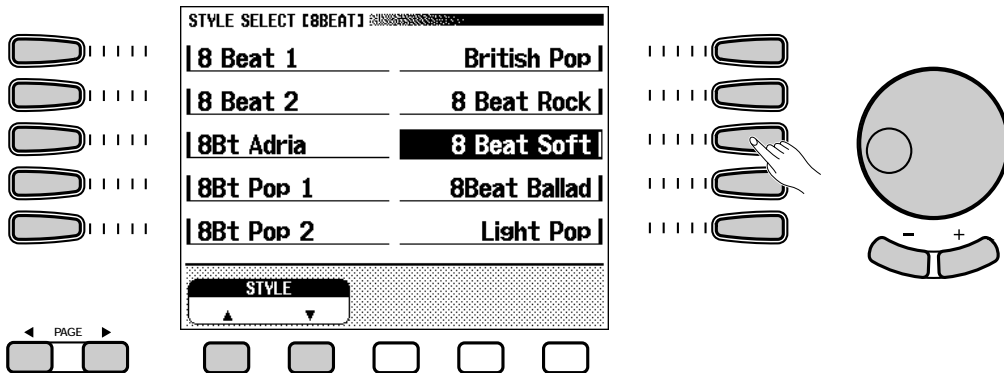 STYLE SELECT [8BEAT]
8 Beat 1
British Pop
8 Beat 2
8 Beat Rock
8Bt Adria
8 Beat Soft
8Bt Pop 1
8Beat Ballad
8Bt Pop 2
Light Pop
− +
STYLE
▲ ▼
◀ PAGE ▶